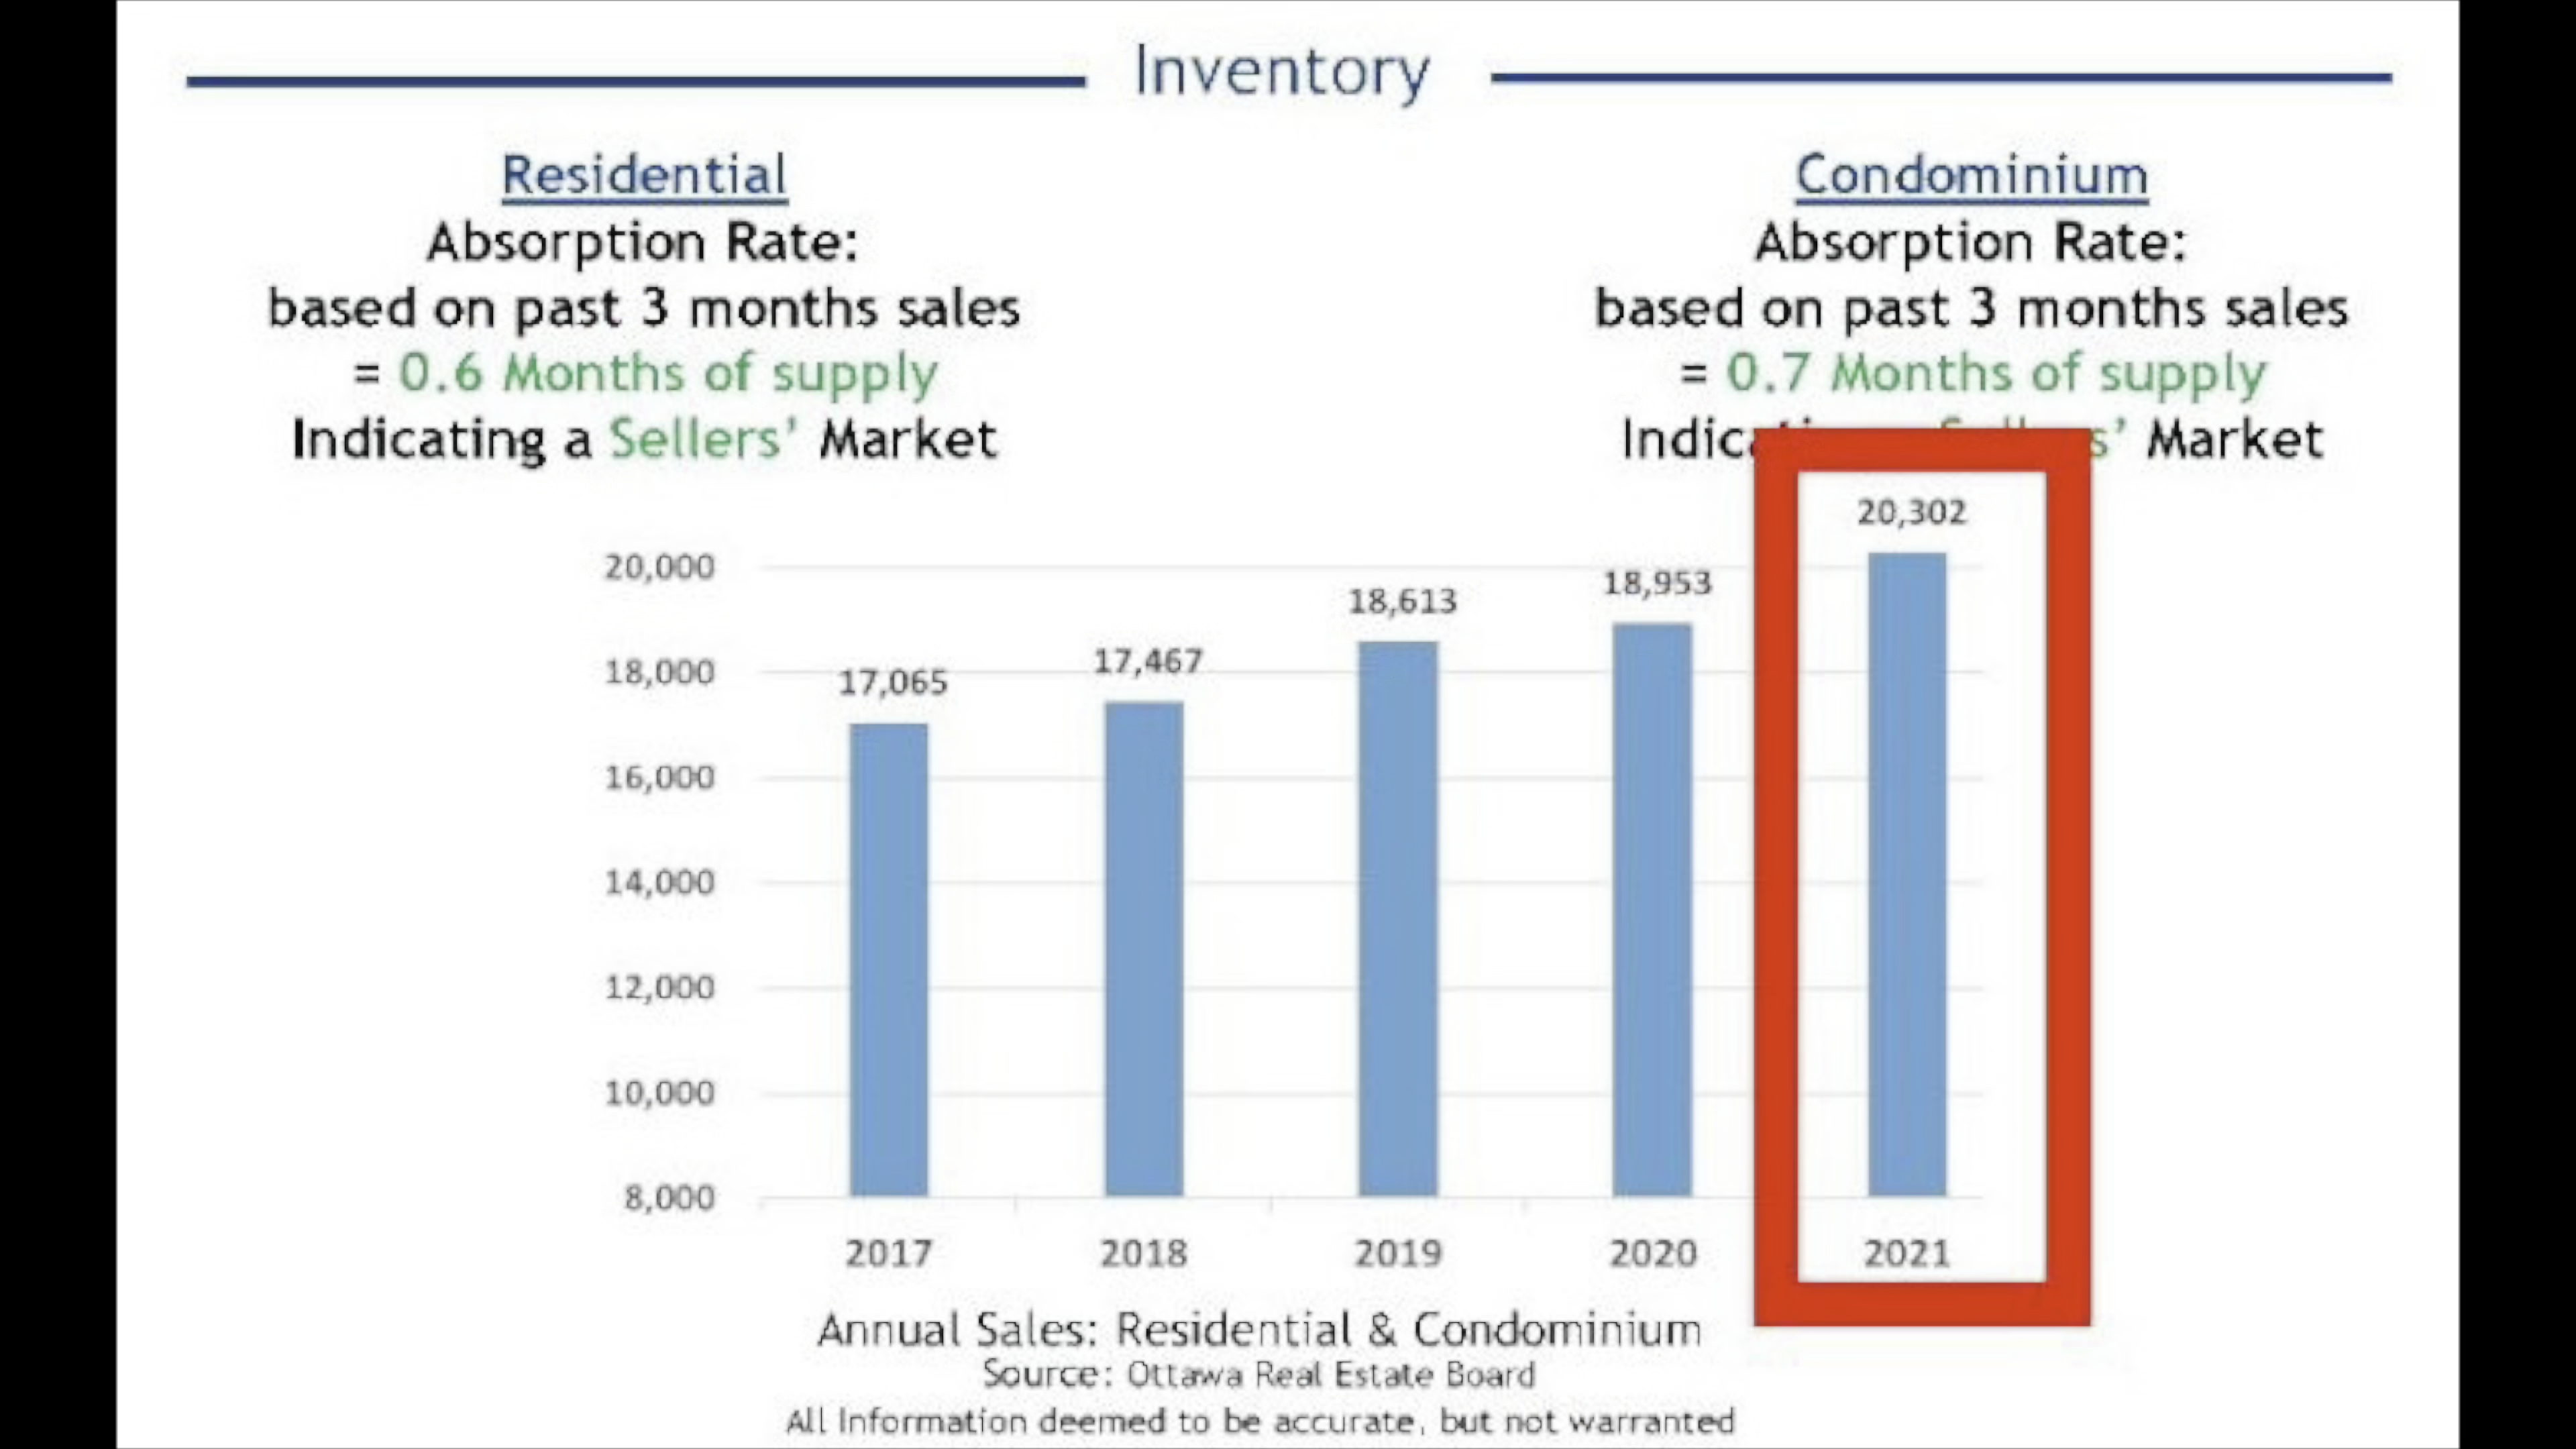 Inventory
Residential
Absorption Rate:
based on past 3 months sales
= 0.6 Months of supply
Indicating a Sellers' Market
Condominium
Absorption Rate:
based on past 3 months sales
= 0.7 Months of supply
Market
20,302
20,000
18,953
18,613
18,000
17,467
17,065
16,000
14,000
12,000
10,000
8,000
2017 2018 2019 2020 2021
Annual Sales: Residential & Condominium
Source: Ottawa Real Estate Board
All Information deemed to be accurate, but not warranted